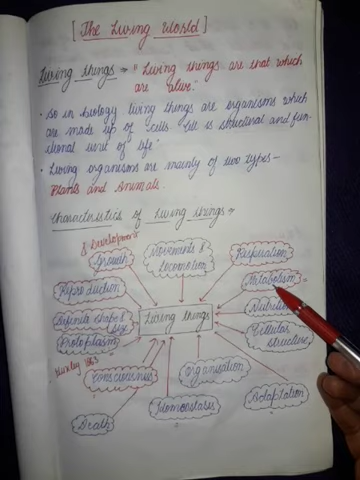 [ The Living World ]
Living things → "Living things are that which
are alive."
• So in biology living things are organisms which
are made up of "cells "Cell is structural and fun-
ctional unit of life"
• Living organisms are mainly of two types-
Plants and Animals.
Characteristics of Living things →
& Development
Growth
Movements &
Locomotion
Respiration
Reproduction
Metabolism
Definite shape &
size
Living things
Nutrition
Protoplasm
Cellular
structure
Huxley 1863
Consciousness
Organisation
Homeostasis
Adaptation
Death